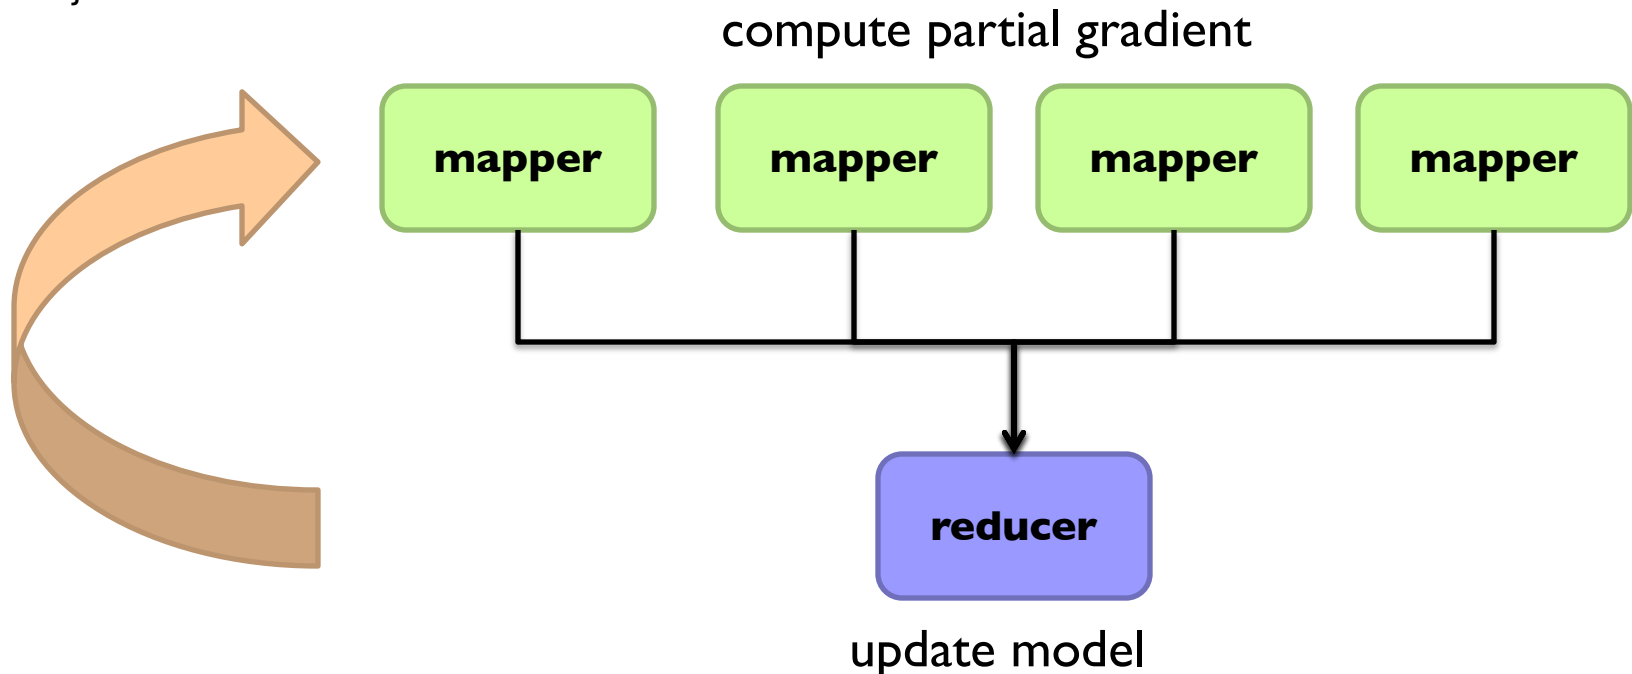 compute partial gradient
mapper mapper mapper mapper
reducer
update model